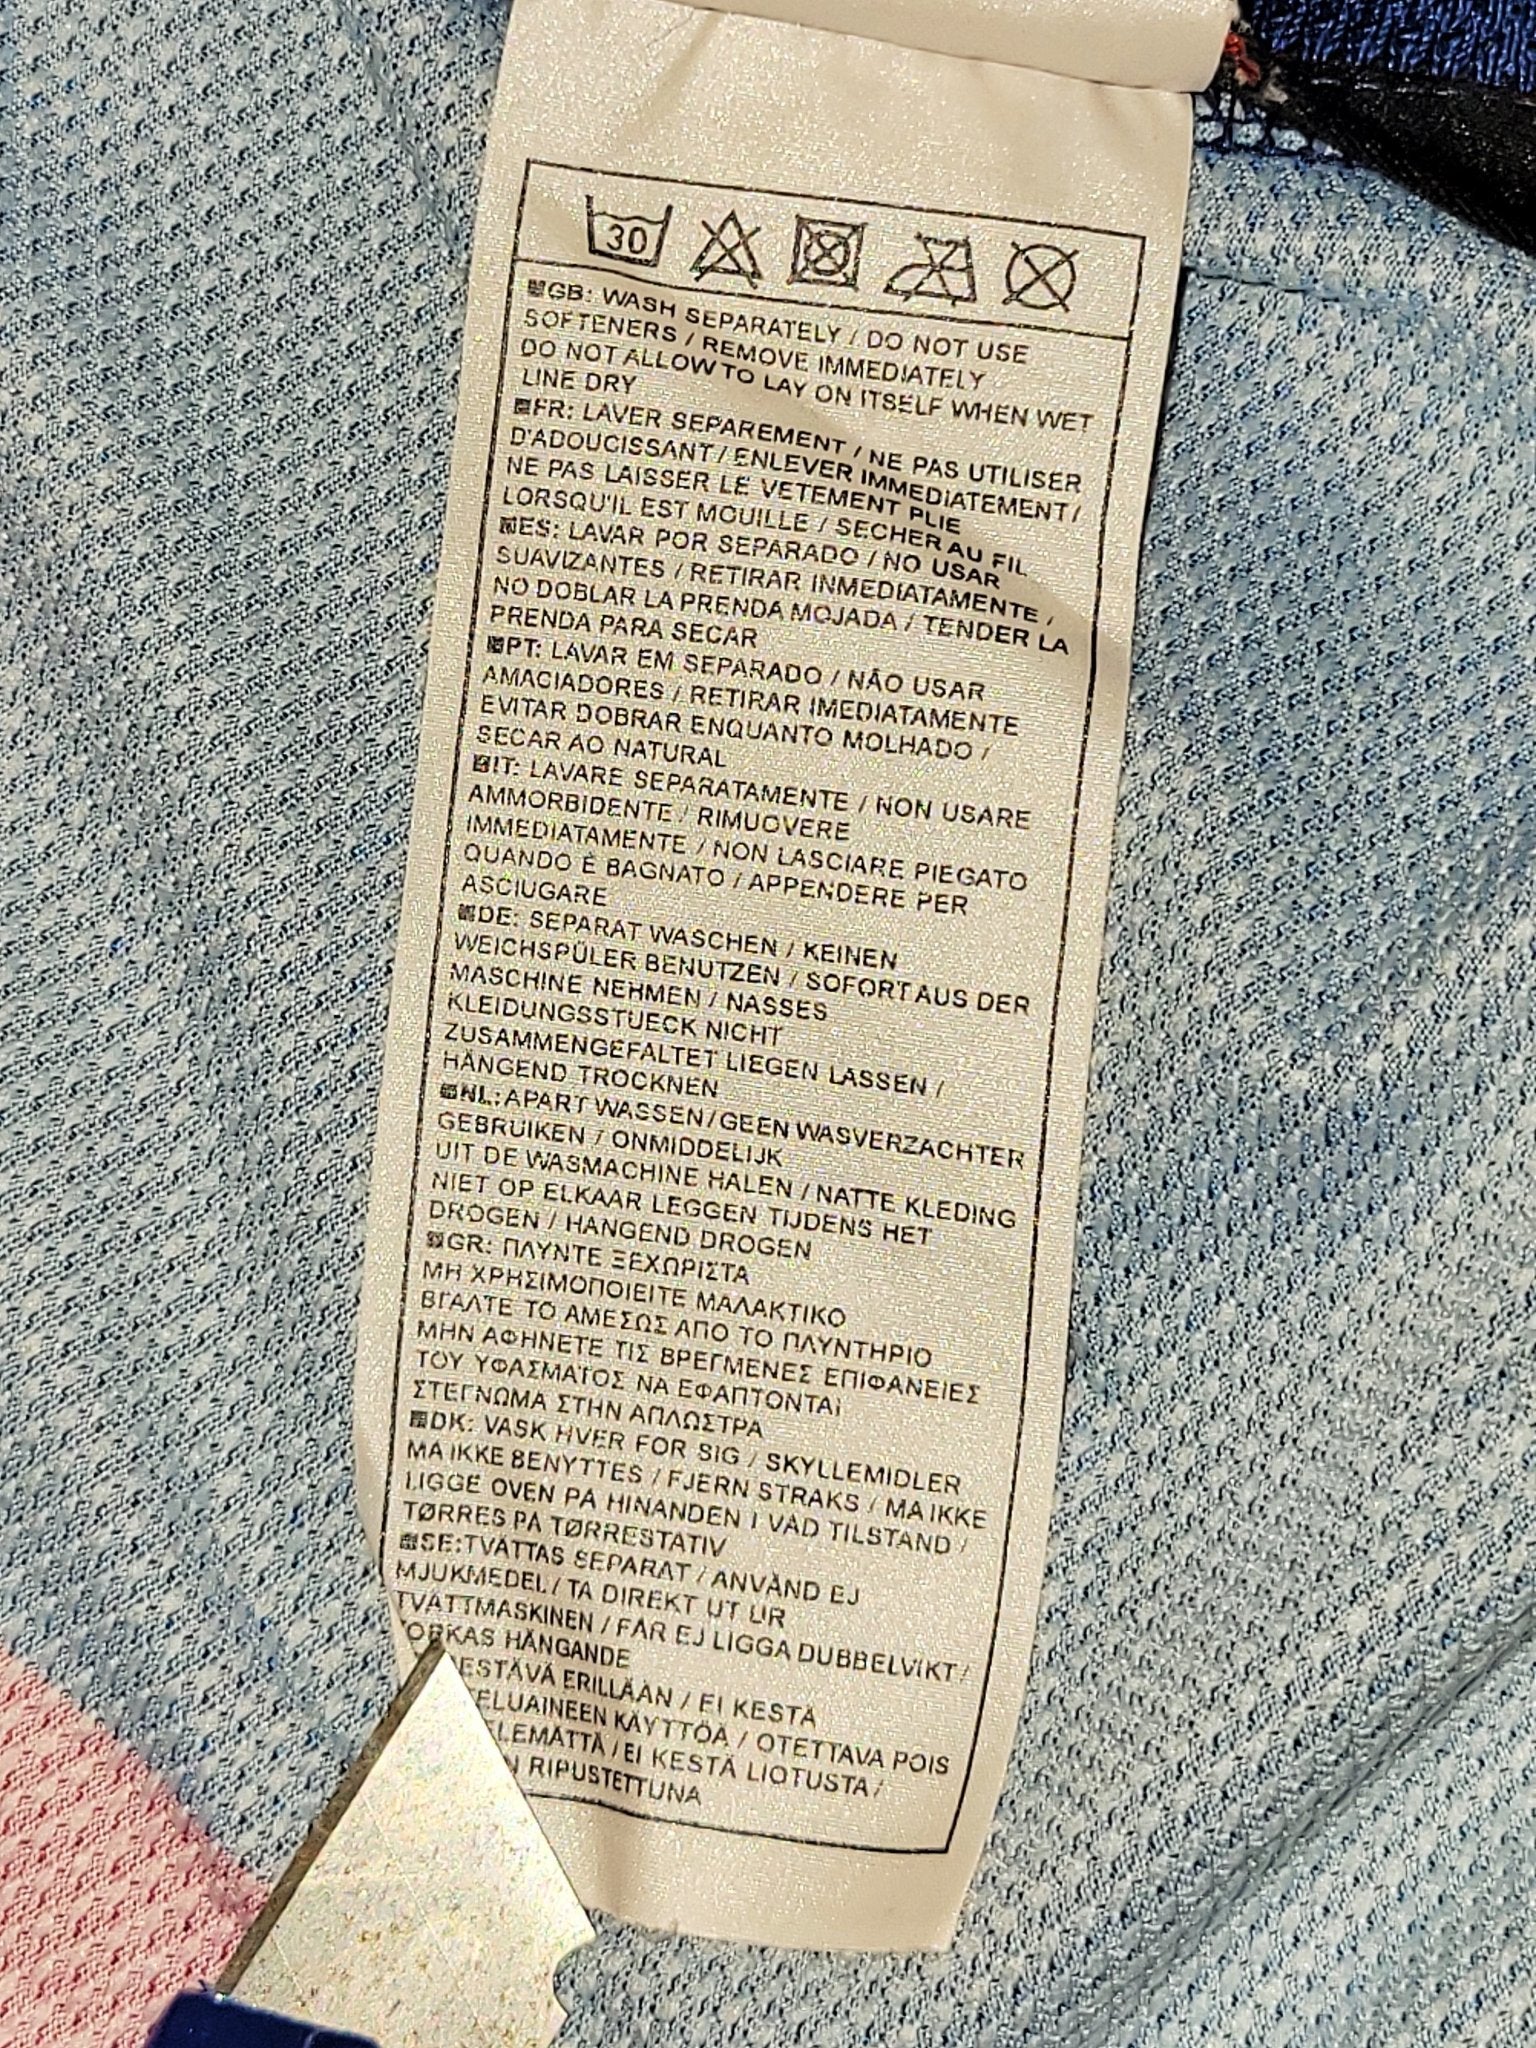 30
GB: WASH SEPARATELY / DO NOT USE
SOFTENERS / REMOVE IMMEDIATELY
DO NOT ALLOW TO LAY ON ITSELF WHEN WET
LINE DRY
FR: LAVER SEPAREMENT / NE PAS UTILISER
D'ADOUCISSANT / ENLEVER IMMEDIATEMENT /
NE PAS LAISSER LE VETEMENT PLIE
LORSQU'IL EST MOUILLE / SECHER AU FIL
ES: LAVAR POR SEPARADO / NO USAR
SUAVIZANTES / RETIRAR INMEDIATAMENTE /
NO DOBLAR LA PRENDA MOJADA / TENDER LA
PRENDA PARA SECAR
PT: LAVAR EM SEPARADO / NÃO USAR
AMACIADORES / RETIRAR IMEDIATAMENTE
EVITAR DOBRAR ENQUANTO MOLHADO /
SECAR AO NATURAL
IT: LAVARE SEPARATAMENTE / NON USARE
AMMORBIDENTE / RIMUOVERE
IMMEDIATAMENTE / NON LASCIARE PIEGATO
QUANDO È BAGNATO / APPENDERE PER
ASCIUGARE
DE: SEPARAT WASCHEN / KEINEN
WEICHSPÜLER BENUTZEN / SOFORT AUS DER
MASCHINE NEHMEN / NASSES
KLEIDUNGSSTUECK NICHT
ZUSAMMENGEFALTET LIEGEN LASSEN /
HÄNGEND TROCKNEN
NL: APART WASSEN / GEEN WASVERZACHTER
GEBRUIKEN / ONMIDDELIJK
UIT DE WASMACHINE HALEN / NATTE KLEDING
NIET OP ELKAAR LEGGEN TIJDENS HET
DROGEN / HANGEND DROGEN
GR: ΠΛΥΝΤΕ ΞΕΧΩΡΙΣΤΑ
ΜΗ ΧΡΗΣΙΜΟΠΟΙΕΙΤΕ ΜΑΛΑΚΤΙΚΟ
ΒΓΑΛΤΕ ΤΟ ΑΜΕΣΩΣ ΑΠΟ ΤΟ ΠΛΥΝΤΗΡΙΟ
ΜΗΝ ΑΦΗΝΕΤΕ ΤΙΣ ΒΡΕΓΜΕΝΕΣ ΕΠΙΦΑΝΕΙΕΣ
ΤΟΥ ΥΦΑΣΜΑΤΟΣ ΝΑ ΕΦΑΠΤΟΝΤΑΙ
ΣΤΕΓΝΩΜΑ ΣΤΗΝ ΑΠΛΩΣΤΡΑ
DK: VASK HVER FOR SIG / SKYLLEMIDLER
MA IKKE BENYTTES / FJERN STRAKS / MA IKKE
LIGGE OVEN PA HINANDEN I VAD TILSTAND /
TØRRES PA TØRRESTATIV
SE: TVATTAS SEPARAT / ANVÄND EJ
MJUKMEDEL / TA DIREKT UT UR
TVATTMASKINEN / FAR EJ LIGGA DUBBELVIKT /
ORKAS HÄNGANDE
ESTÄVÄ ERILLÄÄN / EI KESTÄ
ELUAINEEN KÄYTTÖA / OTETTAVA POIS
LEMÄTTÄ / EI KESTÄ LIOTUSTA /
N RIPUSTETTUNA